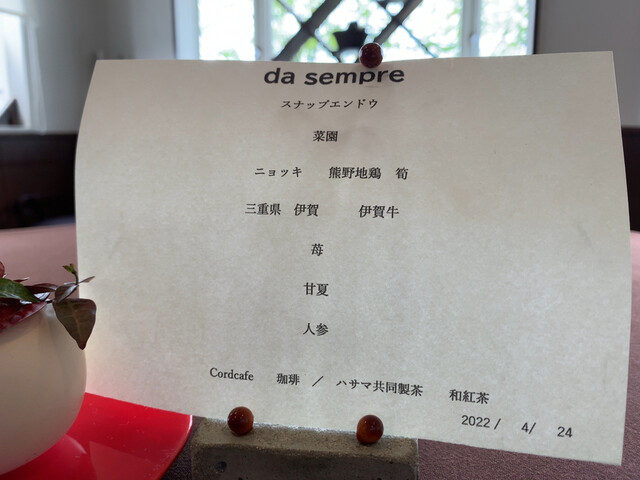 da sempre
スナップエンドウ
菜園
ニョッキ 熊野地鶏 筍
三重県 伊賀 伊賀牛
苺
甘夏
人参
Cordcafe 珈琲 / ハサマ共同製茶 和紅茶
2022 / 4/ 24